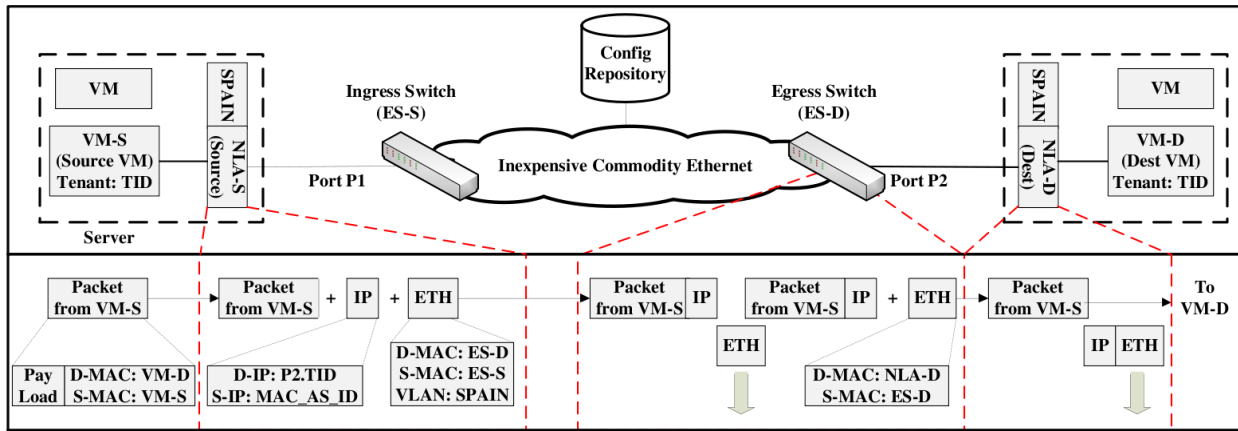 Config
Repository
SPAIN
VM
VM-S
(Source VM)
Tenant: TID
NLA-S
(Source)
Server
Port P1
Ingress Switch
(ES-S)
Inexpensive Commodity Ethernet
Egress Switch
(ES-D)
Port P2
SPAIN
NLA-D
(Dest)
VM
VM-D
(Dest VM)
Tenant: TID
Packet
from VM-S
Pay
Load
D-MAC: VM-D
S-MAC: VM-S
Packet
from VM-S
+
IP
+
ETH
D-IP: P2.TID
S-IP: MAC_AS_ID
D-MAC: ES-D
S-MAC: ES-S
VLAN: SPAIN
Packet
from VM-S
IP
ETH
Packet
from VM-S
IP
+
ETH
D-MAC: NLA-D
S-MAC: ES-D
Packet
from VM-S
IP
ETH
To
VM-D